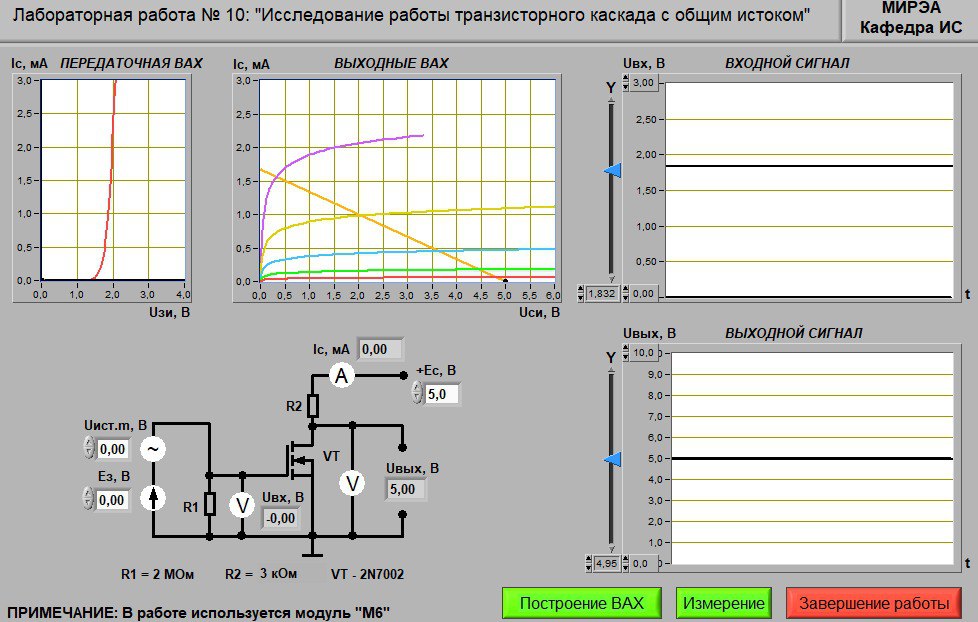 Лабораторная работа № 10: "Исследование работы транзисторного каскада с общим истоком"
МИРЭА
Кафедра ИС
Ic, мА ПЕРЕДАТОЧНАЯ ВАХ
3,0
2,5
2,0
1,5
1,0
0,5
0,0
0,0 1,0 2,0 3,0 4,0
Uзи, В
Ic, мА ВЫХОДНЫЕ ВАХ
3,0
2,5
2,0
1,5
1,0
0,5
0,0
0,0 0,5 1,0 1,5 2,0 2,5 3,0 3,5 4,0 4,5 5,0 5,5 6,0
Uси, В
Uвх, В ВХОДНОЙ СИГНАЛ
Y
3,00
2,50
2,00
1,50
1,00
0,50
1,832 0,00 t
Uвых, В ВЫХОДНОЙ СИГНАЛ
Y
10,0
9,0
8,0
7,0
6,0
5,0
4,0
3,0
2,0
1,0
4,95 0,0 t
Ic, мА 0,00
A
+Ec, В
5,0
R2
Uист.m, В
0,00 ~
Eз, В
0,00
R1
V
Uвх, В
-0,00
VT
V
Uвых, В
5,00
R1 = 2 МОм R2 = 3 кОм VT - 2N7002
ПРИМЕЧАНИЕ: В работе используется модуль "М6"
Построение ВАХ
Измерение
Завершение работы